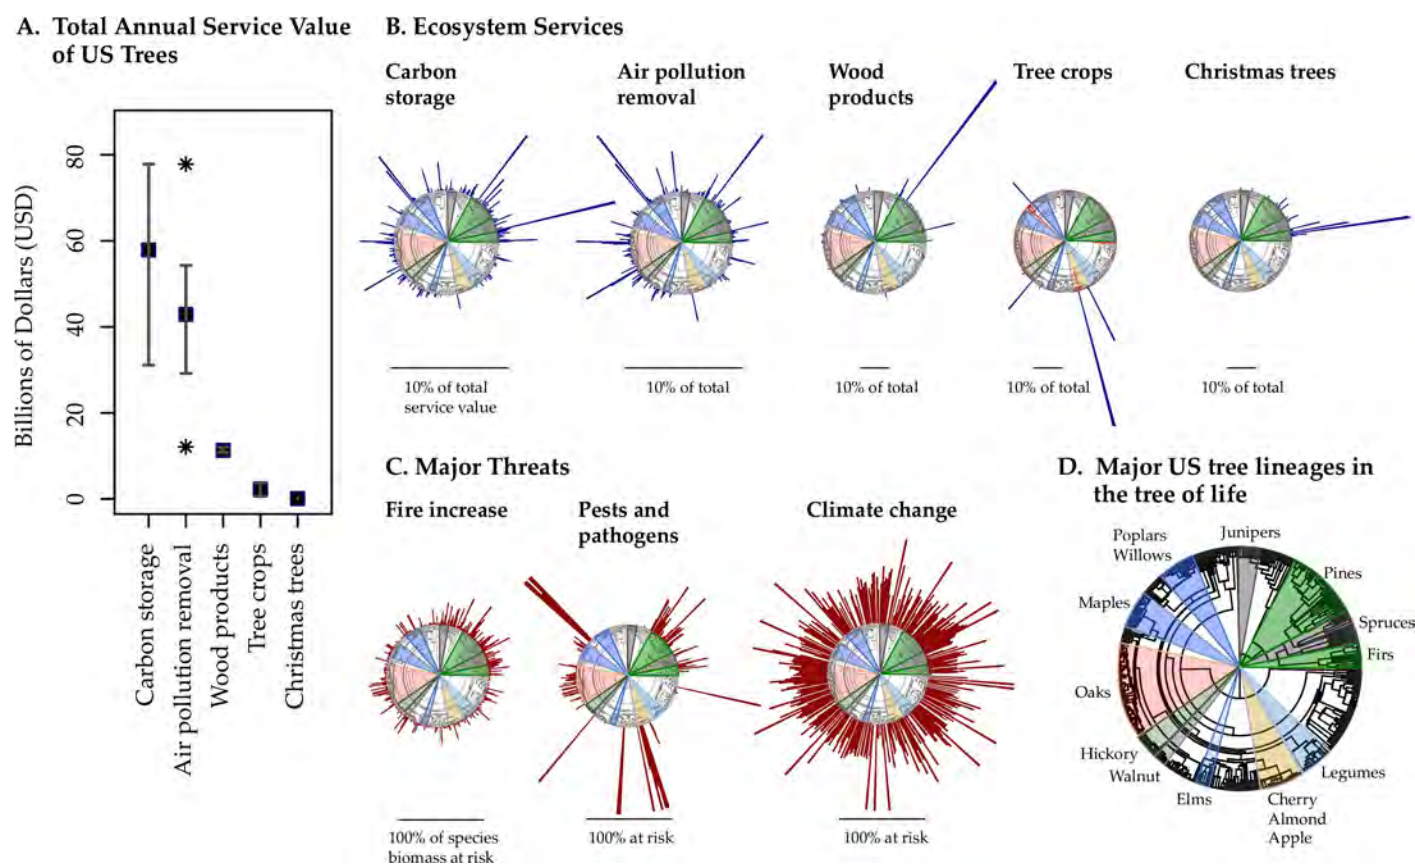 A. Total Annual Service Value
of US Trees
Billions of Dollars (USD)
80
60
40
20
0
Carbon storage
Air pollution removal
Wood products
Tree crops
Christmas trees
B. Ecosystem Services
Carbon
storage
Air pollution
removal
Wood
products
Tree crops
Christmas trees
10% of total
service value
10% of total
10% of total
10% of total
10% of total
C. Major Threats
Fire increase
Pests and
pathogens
Climate change
100% of species
biomass at risk
100% at risk
100% at risk
D. Major US tree lineages in
the tree of life
Poplars
Willows
Junipers
Pines
Maples
Spruces
Firs
Oaks
Hickory
Walnut
Legumes
Elms
Cherry
Almond
Apple